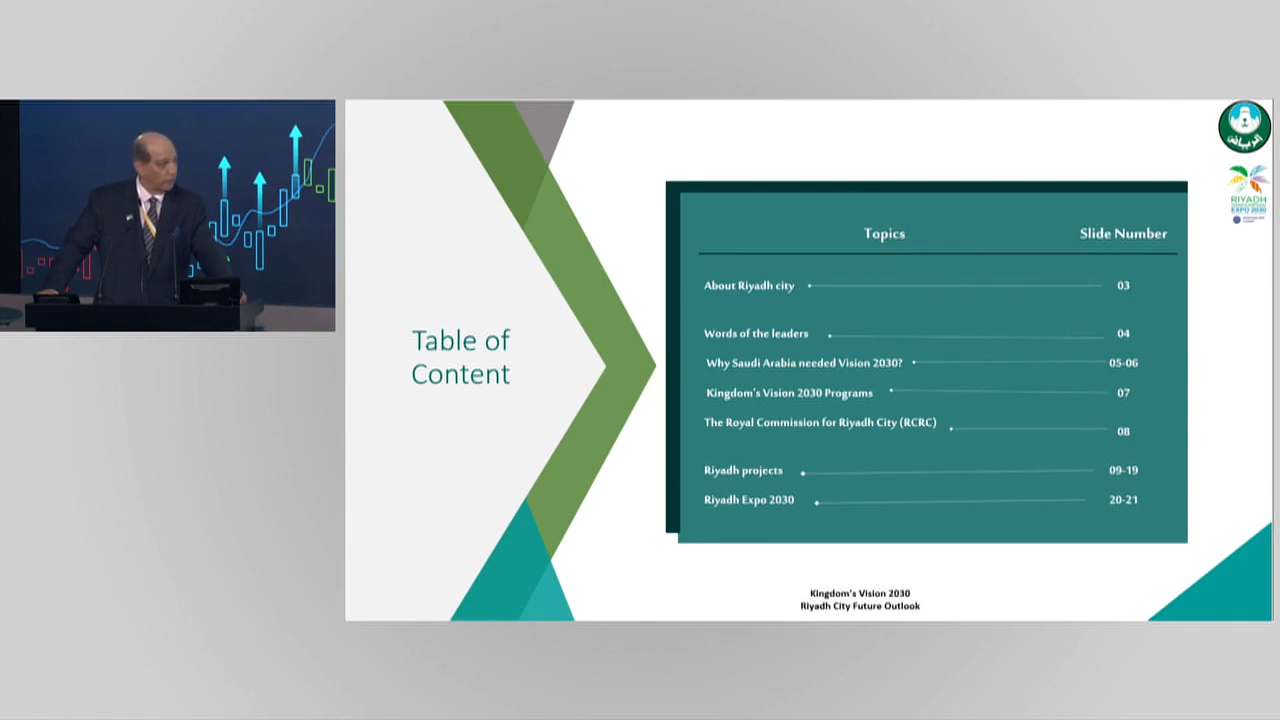 الرياض
RIYADH
EXPO 2030
Topics
Slide Number
About Riyadh city
03
Words of the leaders
04
Why Saudi Arabia needed Vision 2030?
05-06
Kingdom's Vision 2030 Programs
07
The Royal Commission for Riyadh City (RCRC)
08
Riyadh projects
09-19
Riyadh Expo 2030
20-21
Table of
Content
Kingdom's Vision 2030
Riyadh City Future Outlook